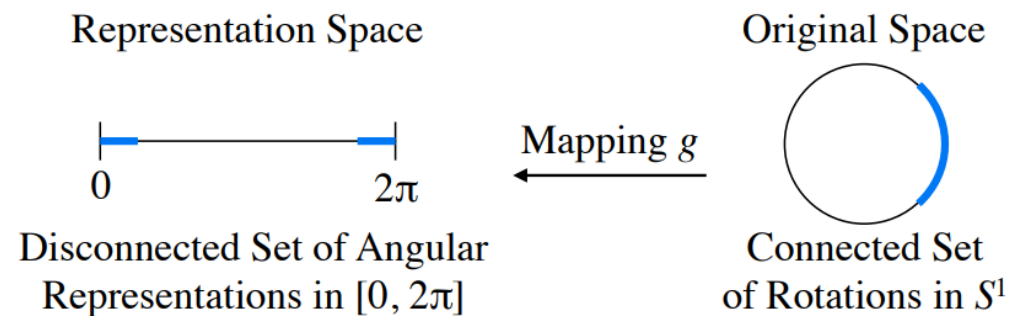 Representation Space
0
2π
Disconnected Set of Angular
Representations in [0, 2π]
Mapping g
Original Space
Connected Set
of Rotations in S¹